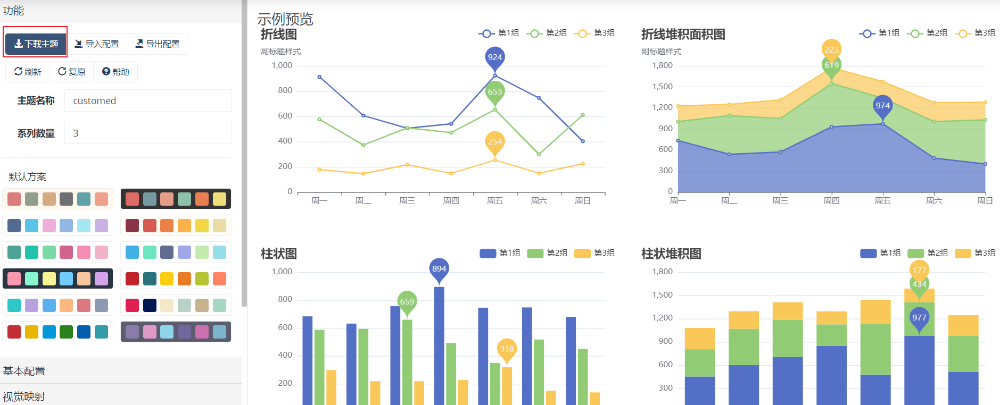 功能
下载主题 导入配置 导出配置
刷新 复原 帮助
主题名称 customed
系列数量 3
默认方案
基本配置
视觉映射
示例预览
折线图
第1组 第2组 第3组
副标题样式
924
653
254
1,000
800
600
400
200
0
周一 周二 周三 周四 周五 周六 周日
折线堆积面积图
第1组 第2组 第3组
副标题样式
223
619
974
1,800
1,500
1,200
900
600
300
0
周一 周二 周三 周四 周五 周六 周日
柱状图
第1组 第2组 第3组
894
659
318
1,000
800
600
400
200
柱状堆积图
第1组 第2组 第3组
177
434
977
1,800
1,500
1,200
900
600
300